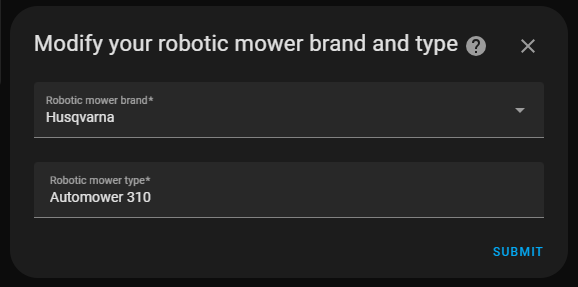 Modify your robotic mower brand and type ?
Robotic mower brand*
Husqvarna
Robotic mower type*
Automower 310
SUBMIT